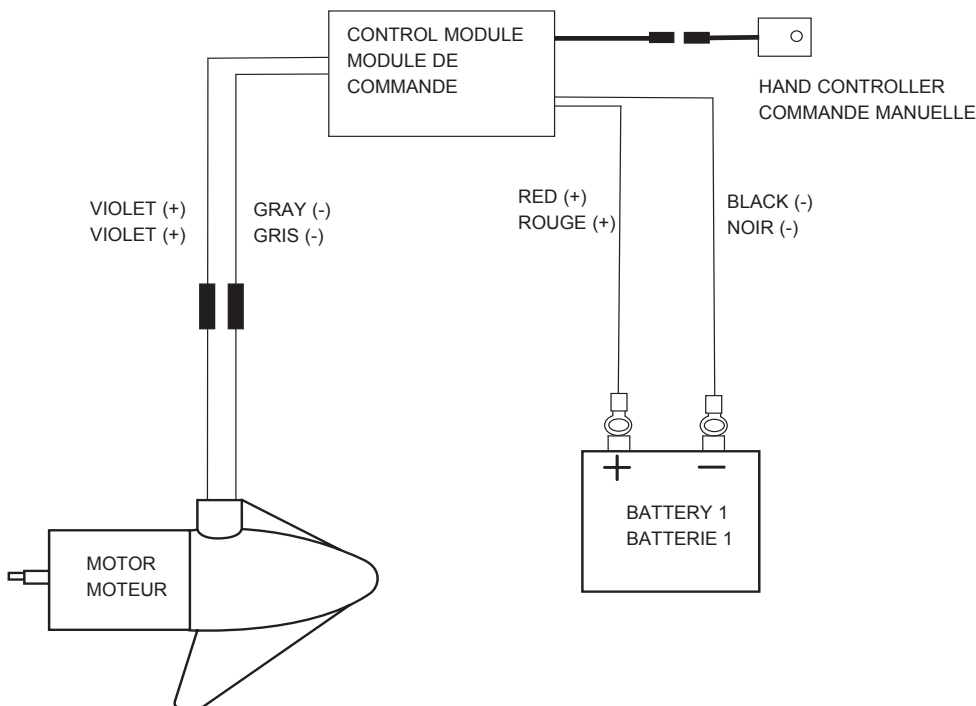 CONTROL MODULE
MODULE DE
COMMANDE
HAND CONTROLLER
COMMANDE MANUELLE
VIOLET (+)
VIOLET (+)
GRAY (-)
GRIS (-)
RED (+)
ROUGE (+)
BLACK (-)
NOIR (-)
+ −
BATTERY 1
BATTERIE 1
MOTOR
MOTEUR